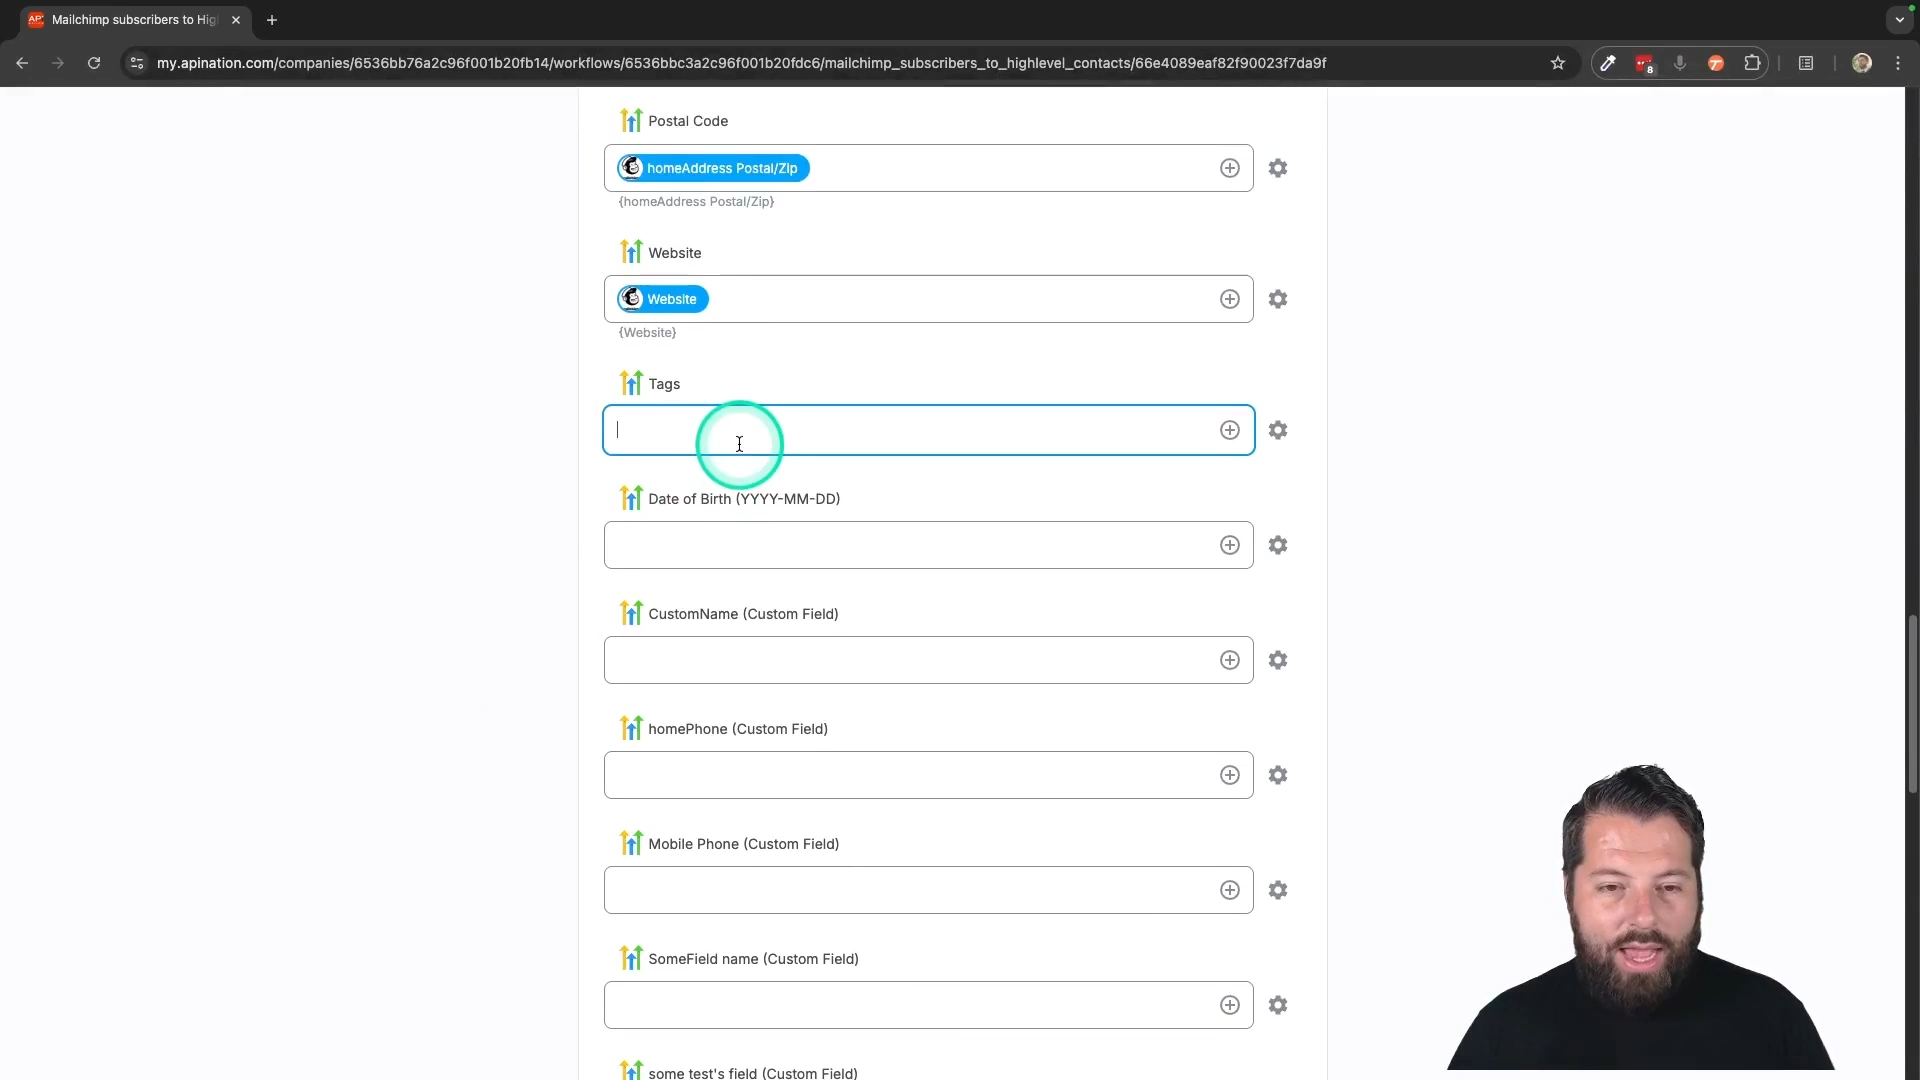 Mailchimp subscribers to Hig
my.apination.com/companies/6536bb76a2c96f001b20fb14/workflows/6536bbc3a2c96f001b20fdc6/mailchimp_subscribers_to_highlevel_contacts/66e4089eaf82f90023f7da9f
8
Postal Code
homeAddress Postal/Zip
{homeAddress Postal/Zip}
Website
Website
{Website}
Tags
Date of Birth (YYYY-MM-DD)
CustomName (Custom Field)
homePhone (Custom Field)
Mobile Phone (Custom Field)
SomeField name (Custom Field)
some test's field (Custom Field)